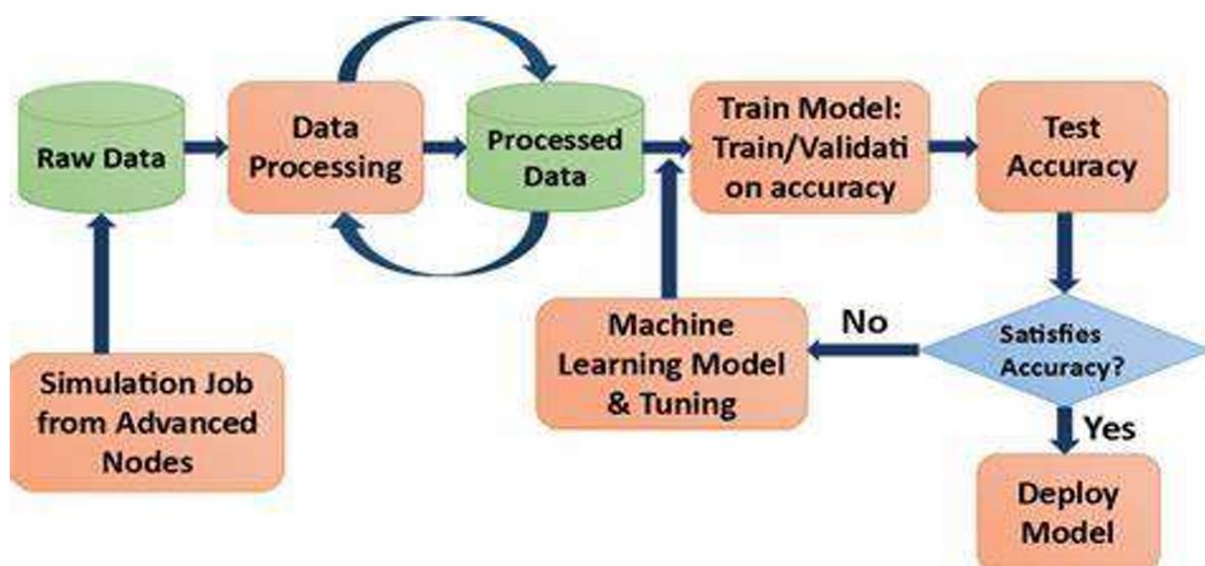 Raw Data
Data
Processing
Processed
Data
Train Model:
Train/Validati
on accuracy
Test
Accuracy
Simulation Job
from Advanced
Nodes
Machine
Learning Model
& Tuning
No
Satisfies
Accuracy?
Yes
Deploy
Model